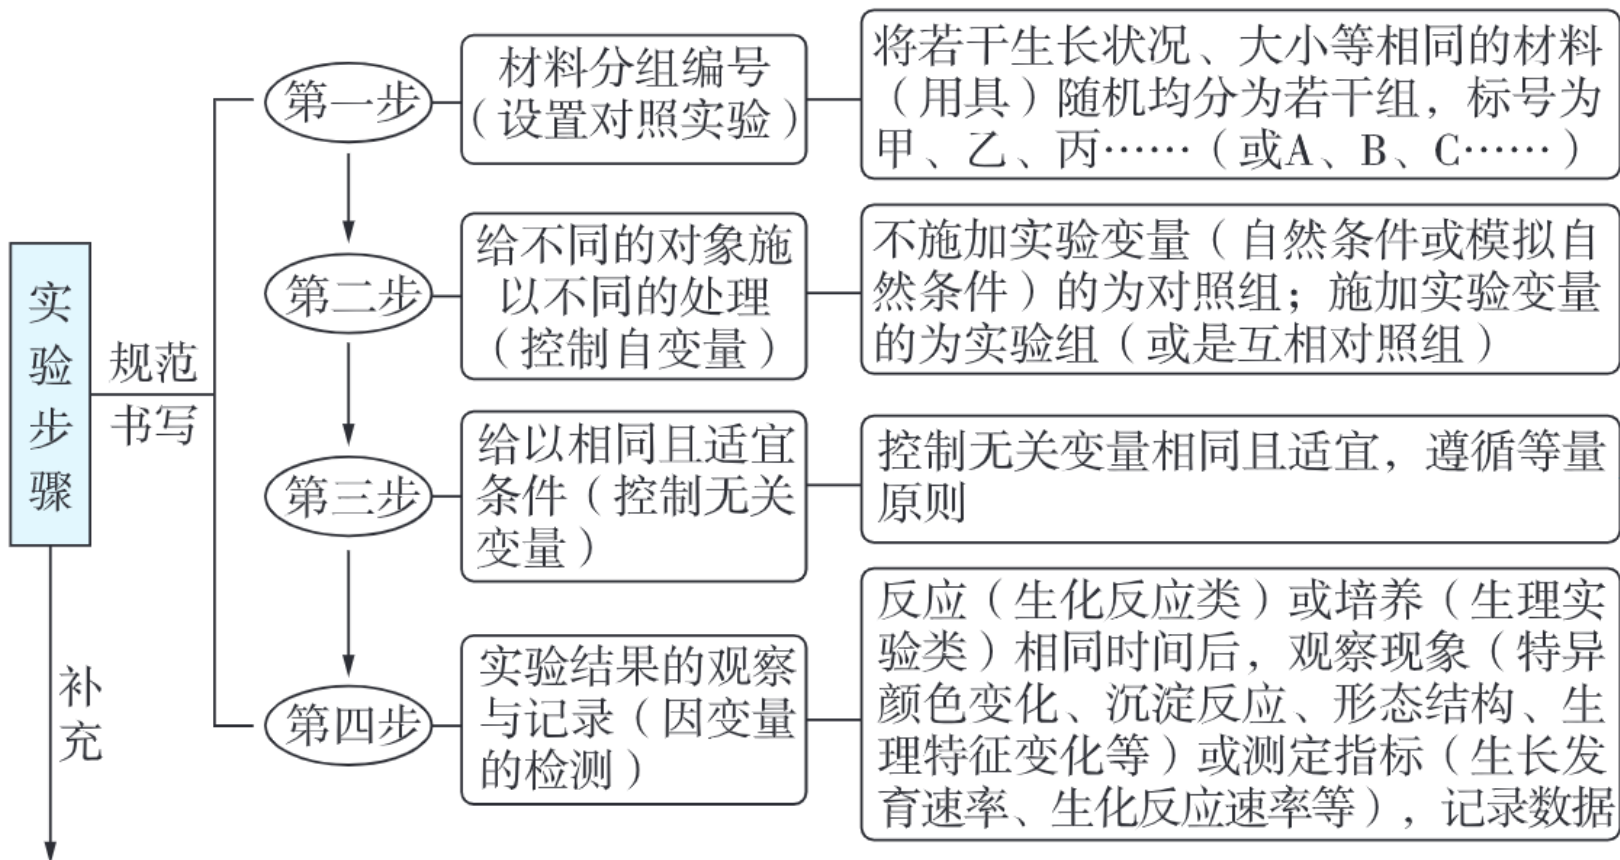 实验步骤
规范
书写
补充
第一步
材料分组编号
（设置对照实验）
将若干生长状况、大小等相同的材料
（用具）随机均分为若干组，标号为
甲、乙、丙……（或A、B、C……）
第二步
给不同的对象施
以不同的处理
（控制自变量）
不施加实验变量（自然条件或模拟自
然条件）的为对照组；施加实验变量
的为实验组（或是互相对照组）
第三步
给以相同且适宜
条件（控制无关
变量）
控制无关变量相同且适宜，遵循等量
原则
第四步
实验结果的观察
与记录（因变量
的检测）
反应（生化反应类）或培养（生理实
验类）相同时间后，观察现象（特异
颜色变化、沉淀反应、形态结构、生
理特征变化等）或测定指标（生长发
育速率、生化反应速率等），记录数据